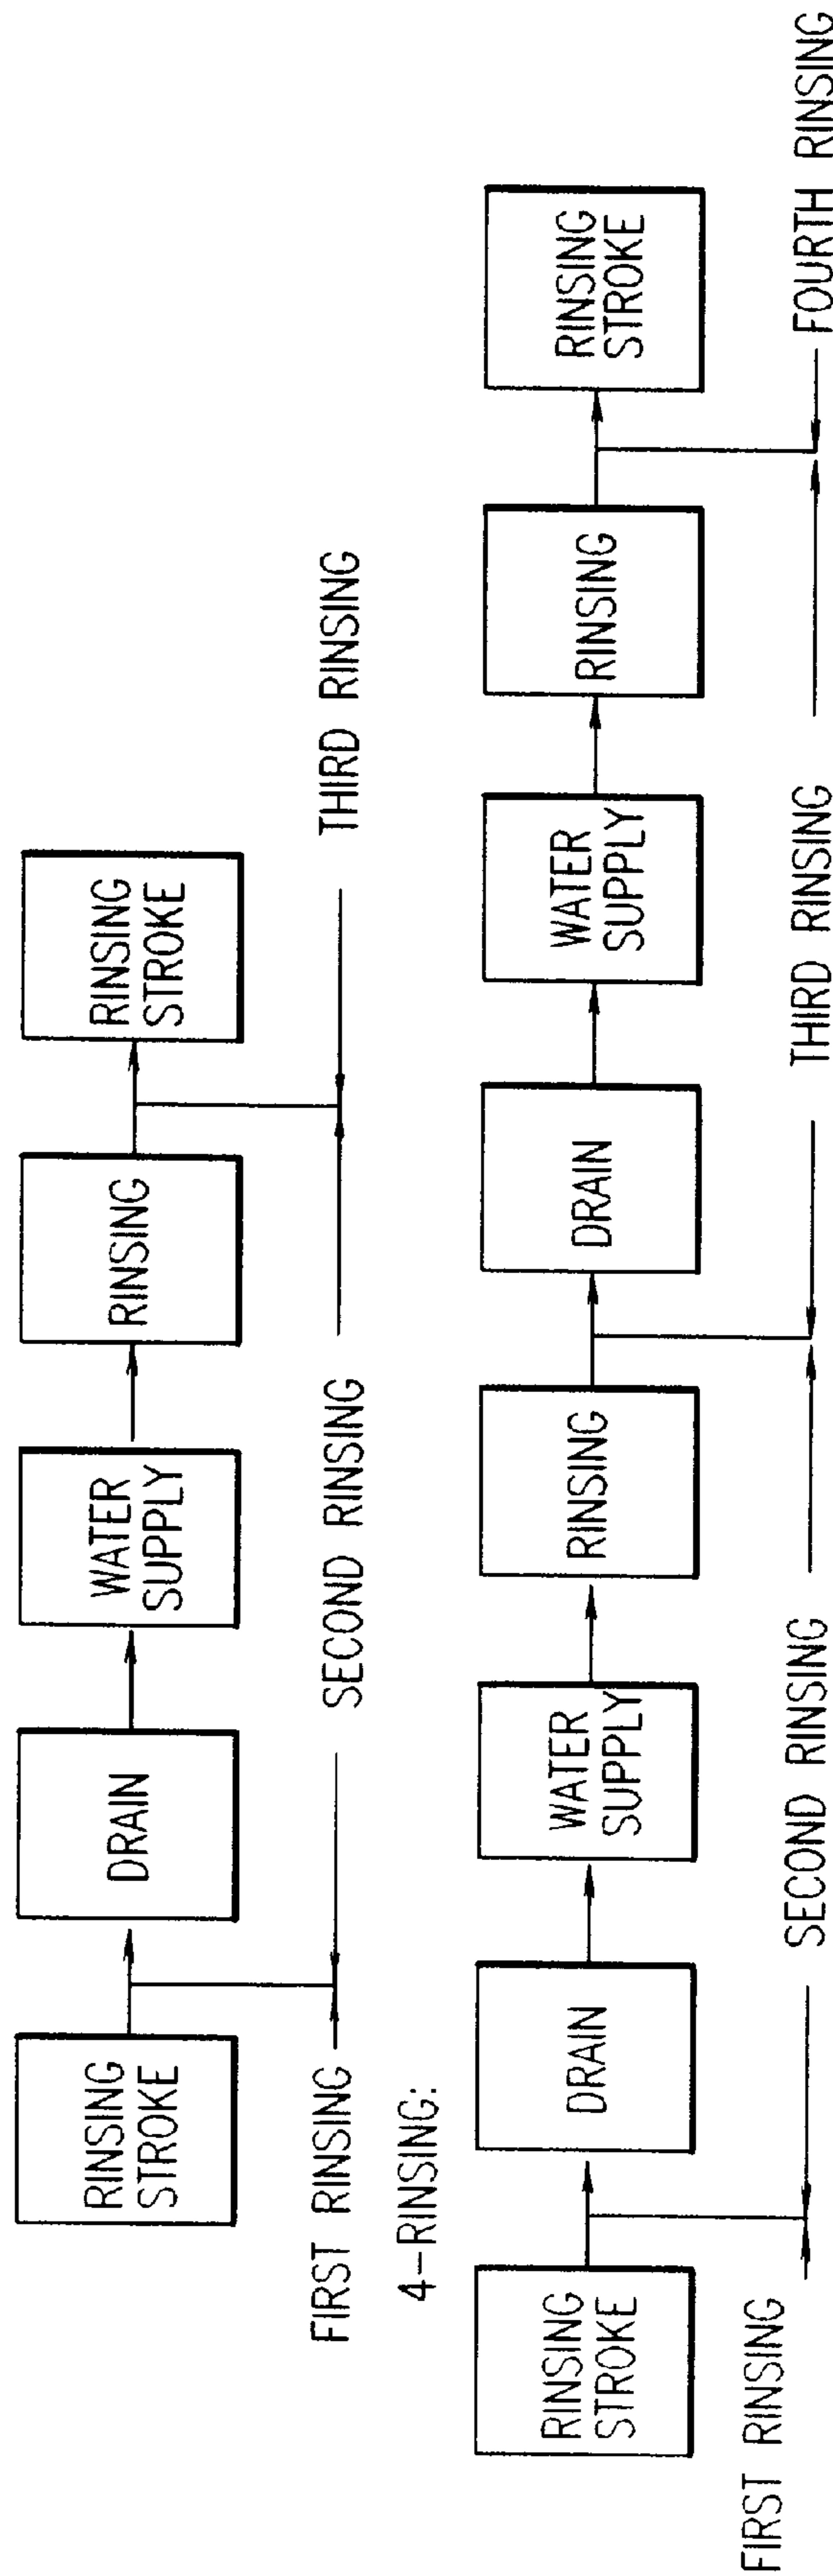 RINSING
STROKE
DRAIN
WATER
SUPPLY
RINSING
RINSING
STROKE
FIRST RINSING
SECOND RINSING
THIRD RINSING
4-RINSING:
RINSING
STROKE
DRAIN
WATER
SUPPLY
RINSING
DRAIN
WATER
SUPPLY
RINSING
RINSING
STROKE
FIRST RINSING
SECOND RINSING
THIRD RINSING
FOURTH RINSING